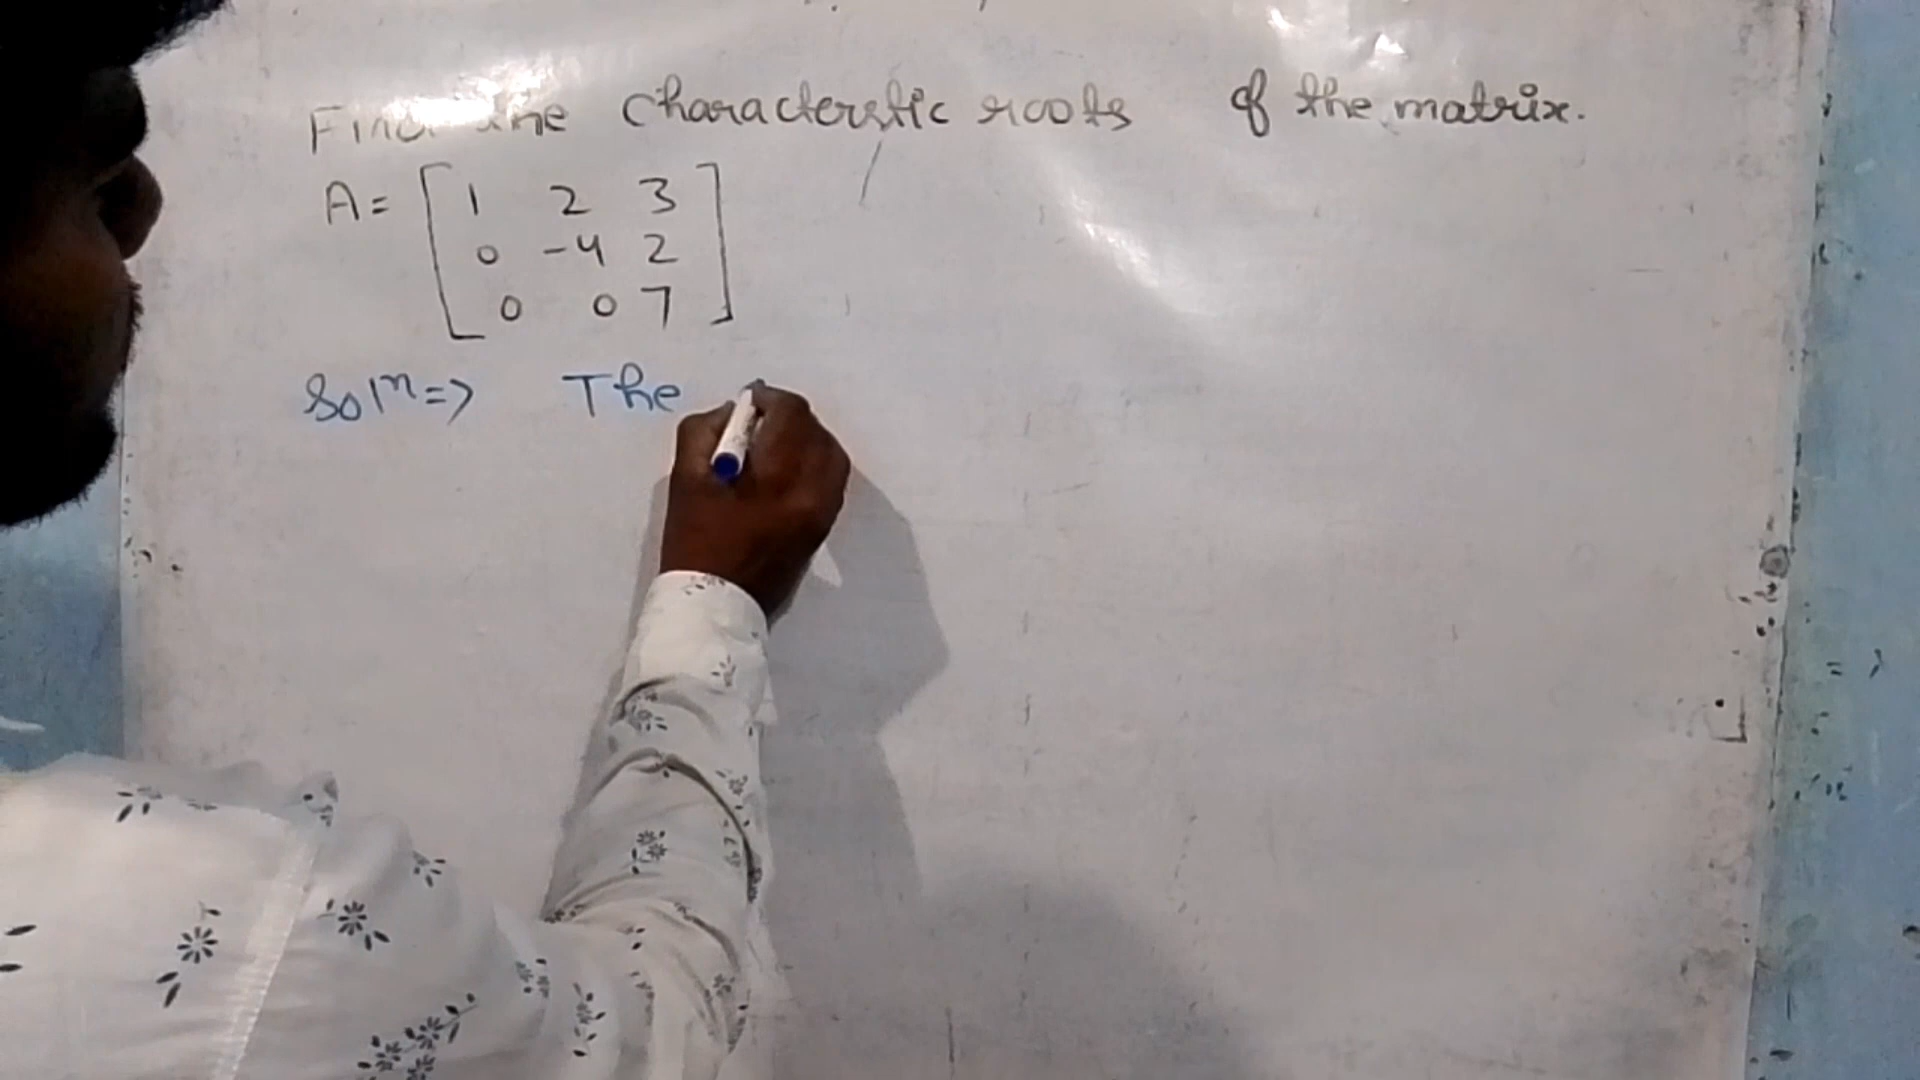 Find the characterstic roots of the matrix.
A = [ 1 2 3
0 -4 2
0 0 7 ]
Soln => The